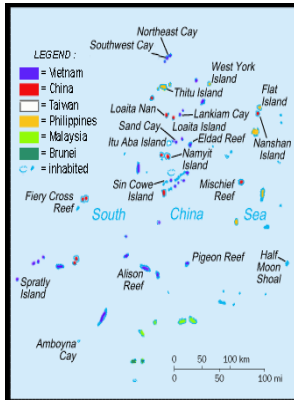 Northeast Cay
Southwest Cay
LEGEND :
=Vietnam
=China
=Taiwan
=Philippines
=Malaysia
=Brunei
= inhabited
West York
Island
Thitu Island
Flat
Island
Loaita Nan
Lankiam Cay
Loaita Island
Sand Cay
Eldad Reef
Itu Aba Island
Nanshan
Island
Namyit
Island
Sin Cowe
Island
Mischief
Reef
Fiery Cross
Reef
South China Sea
Spratly
Island
Alison
Reef
Pigeon Reef
Half
Moon
Shoal
Amboyna
Cay
0 50 100 km
0 50 100 mi